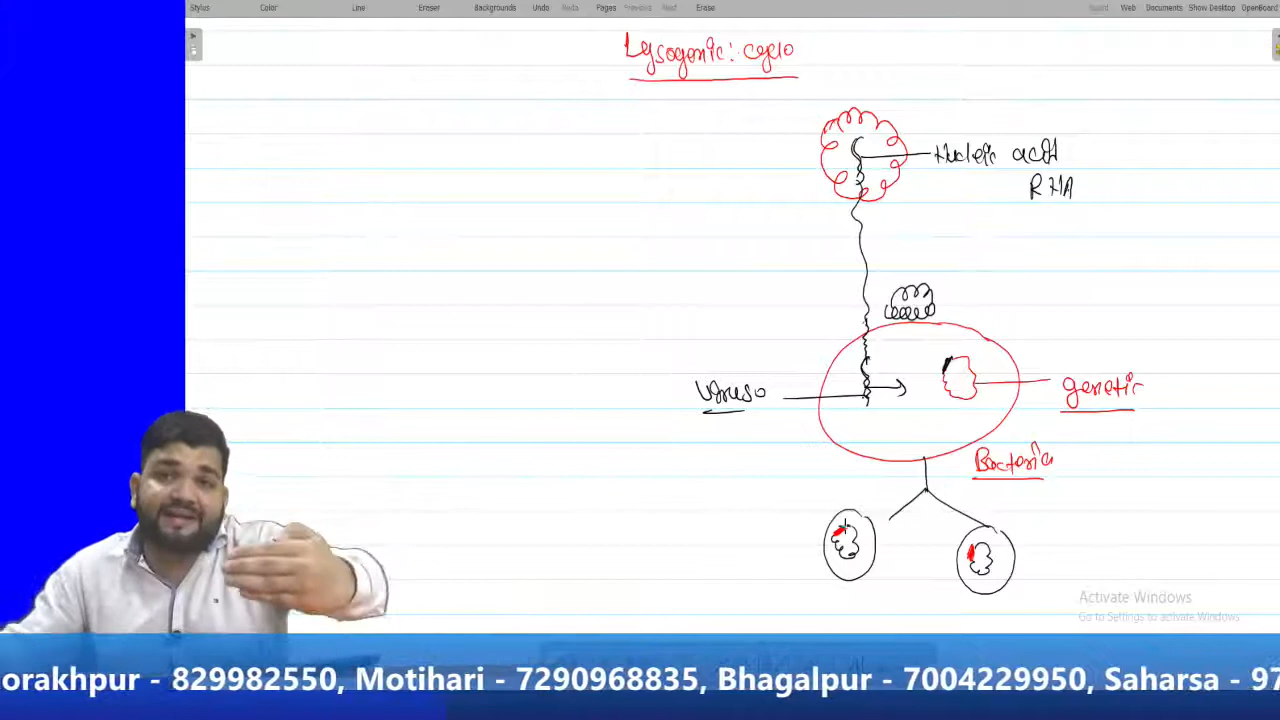 Stylus Color Line Eraser Backgrounds Undo Redo Pages Previous Next Erase Board Web Documents Show Desktop OpenBoard
Lysogenic: cycle
Nucleic acid
RNA
Viruso
genetic
Bacteria
Activate Windows
Go to Settings to activate Windows.
orakhpur - 829982550, Motihari - 7290968835, Bhagalpur - 7004229950, Saharsa - 97